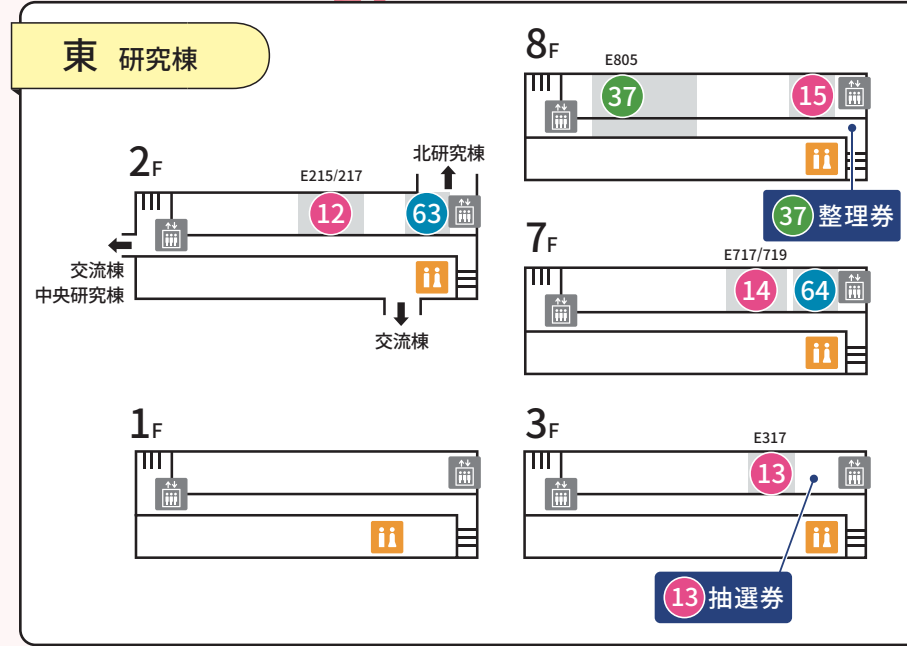 東 研究棟
2F
北研究棟
E215/217
12
63
交流棟
中央研究棟
交流棟
1F
8F
E805
37
15
37 整理券
7F
E717/719
14
64
3F
E317
13
13 抽選券